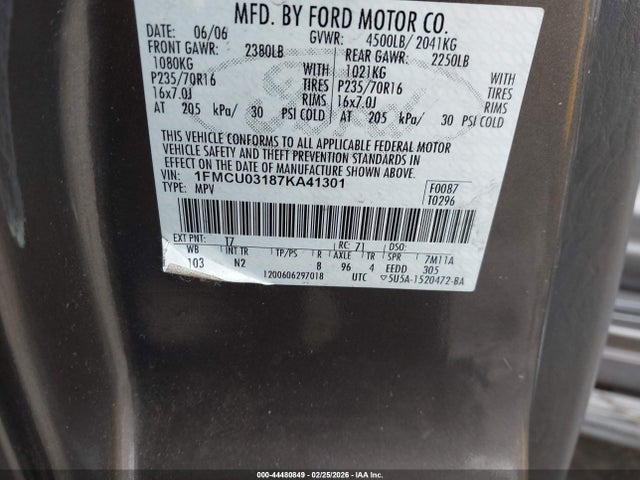 MFD. BY FORD MOTOR CO.
DATE: 06/06 GVWR: 4500LB/ 2041KG
FRONT GAWR: 2380LB REAR GAWR: 2250LB
1080KG WITH 1021KG WITH
P235/70R16 TIRES P235/70R16 TIRES
16x7.0J RIMS 16x7.0J RIMS
AT 205 kPa/ 30 PSI COLD AT 205 kPa/ 30 PSI COLD
THIS VEHICLE CONFORMS TO ALL APPLICABLE FEDERAL MOTOR
VEHICLE SAFETY AND THEFT PREVENTION STANDARDS IN
EFFECT ON THE DATE OF MANUFACTURE SHOWN ABOVE.
VIN: 1FMCU03187KA41301
TYPE: MPV
F0087
T0296
EXT PNT: T7 RC: 71 DSO:
WB INT TR TP/PS R AXLE TR SPR 7M11A
103 N2 8 96 4 EEDD 305
1200606297018 UTC ▽5U5A-1520472-BA
Ford
000-44480849 | 02/25/2026 - COPART, Inc.